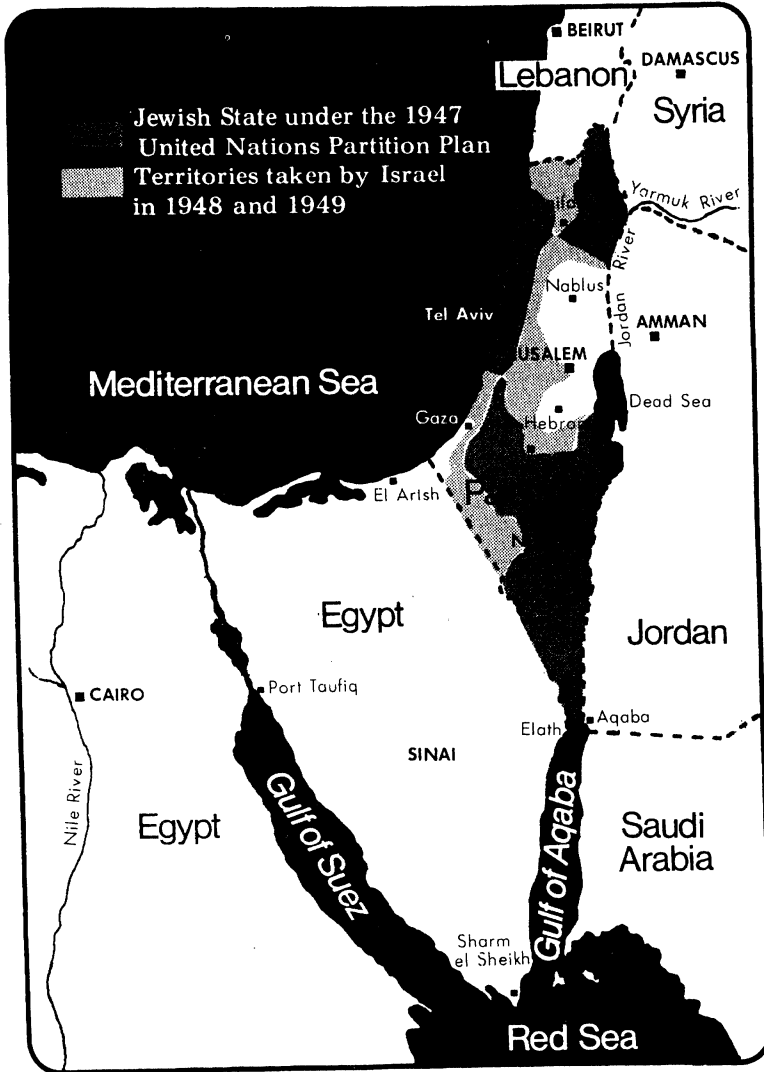 BEIRUT
DAMASCUS
Lebanon
Syria
Jewish State under the 1947
United Nations Partition Plan
Territories taken by Israel
in 1948 and 1949
Yarmuk River
Jordan River
Nablus
Tel Aviv
AMMAN
USALEM
Mediterranean Sea
Dead Sea
Gaza
Hebron
El Arish
Egypt
Jordan
CAIRO
Port Taufiq
Elath
Aqaba
SINAI
Nile River
Egypt
Gulf of Suez
Gulf of Aqaba
Saudi
Arabia
Sharm
el Sheikh
Red Sea